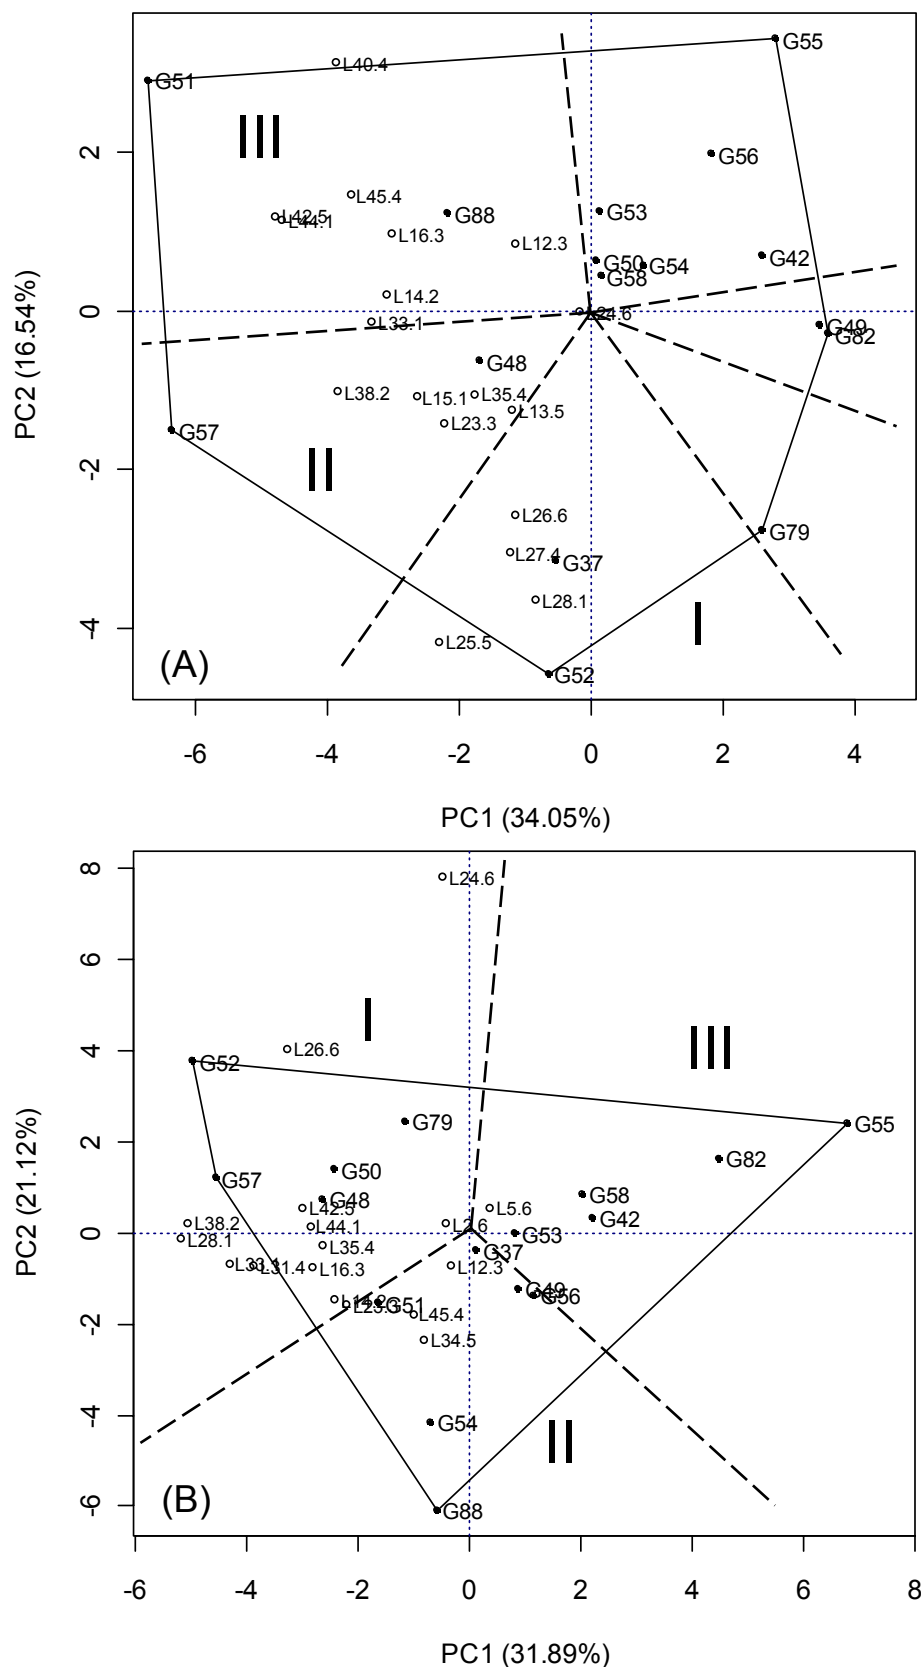 G55
L40.4
G51
III
2
G56
L45.4
G88
G53
L42.5
L44.1
L16.3
L12.3
G50
G54
G42
G58
L14.2
0
L24.6
L33.1
G49
G82
G48
L38.2
L15.1
L35.4
L13.5
L23.3
G57
II
-2
L26.6
G79
L27.4
G37
L28.1
I
-4
L25.5
(A)
G52
PC2 (16.54%)
-6 -4 -2 0 2 4
PC1 (34.05%)
8
L24.6
6
I
III
4
L26.6
G52
G79
G55
2
G82
G50
G57
G48
G58
L42.5
L5.6
G42
L38.2
L44.1
L2.6
0
G53
L28.1
L35.4
G37
L33.1
L31.4
L16.3
L12.3
G49
G56
L14.2
G51
L45.4
-2
L34.5
-4
G54
II
(B)
G88
-6
PC2 (21.12%)
-6 -4 -2 0 2 4 6 8
PC1 (31.89%)